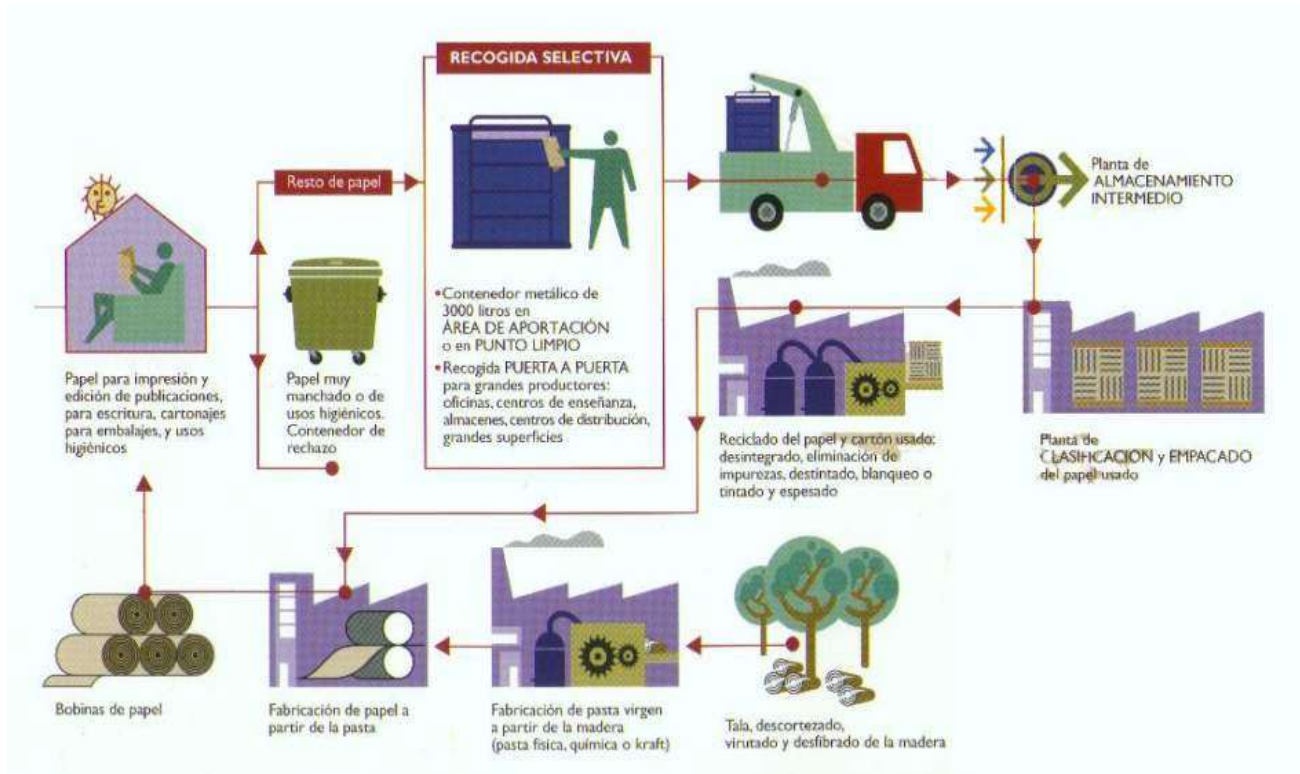 RECOGIDA SELECTIVA
Resto de papel
Planta de
ALMACENAMIENTO
INTERMEDIO
Papel para impresión y
edición de publicaciones,
para escritura, cartonajes
para embalajes, y usos
higiénicos
Papel muy
manchado o de
usos higiénicos.
Contenedor de
rechazo
•Contenedor metálico de
3000 litros en
ÁREA DE APORTACIÓN
o en PUNTO LIMPIO
•Recogida PUERTA A PUERTA
para grandes productores:
oficinas, centros de enseñanza,
almacenes, centros de distribución,
grandes superficies
Reciclado del papel y cartón usado:
desintegrado, eliminación de
impurezas, destintado, blanqueo o
tintado y espesado
Planta de
CLASIFICACIÓN y EMPACADO
del papel usado
Bobinas de papel
Fabricación de papel a
partir de la pasta
Fabricación de pasta virgen
a partir de la madera
(pasta física, química o kraft)
Tala, descortezado,
virutado y desfibrado de la madera